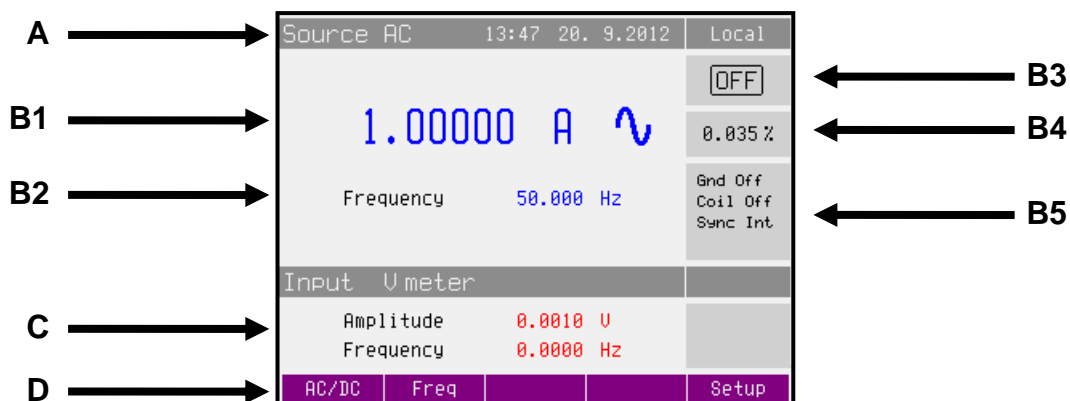 A
Source AC 13:47 20. 9.2012 Local
OFF
B3
B1
1.00000 A
0.035%
B4
B2
Frequency 50.000 Hz
Gnd Off
Coil Off
Sync Int
B5
Input V meter
C
Amplitude 0.0010 V
Frequency 0.0000 Hz
D
AC/DC Freq Setup